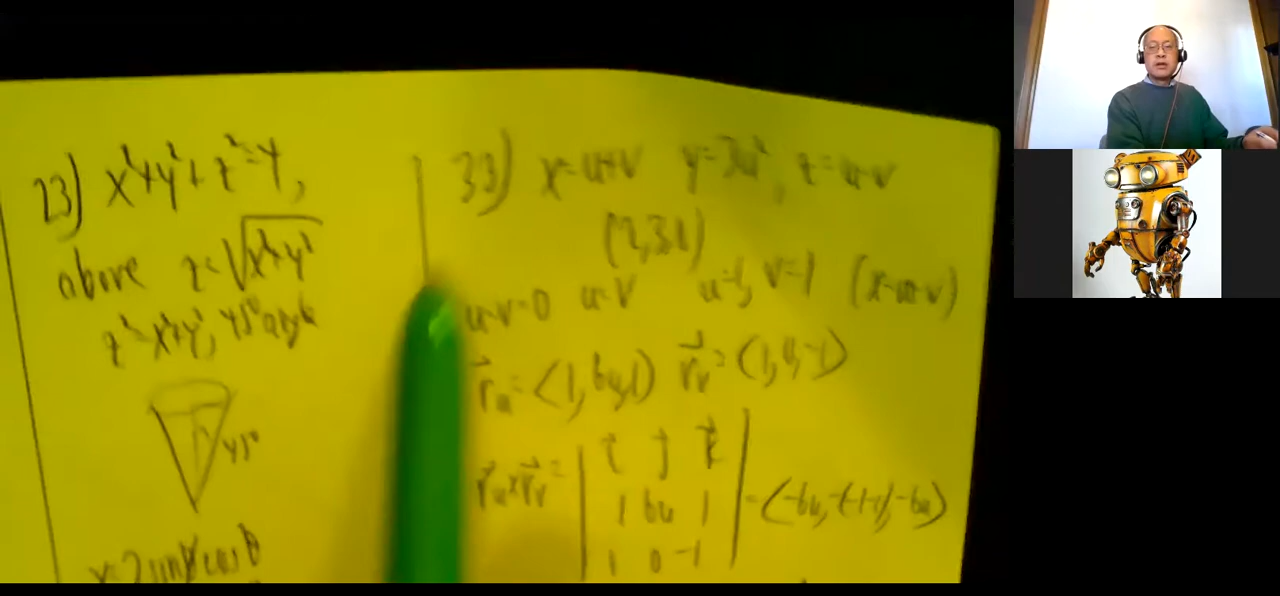 23) x²+y²+z²=4,
above z=√x²+y²
z²=x²+y², 45° angle
45°
x=2sinφcosθ
33) x=u+v y=3u², z=u-v
(2,3,0)
u-v=0 u=v u=1, v=1 (x=u+v)
r⃗u=⟨1,6u,1⟩ r⃗v=⟨1,0,-1⟩
r⃗u×r⃗v= | i⃗ j⃗ k⃗ |
1 6u 1 =⟨-6u,-(-1-1),-6u⟩
1 0 -1